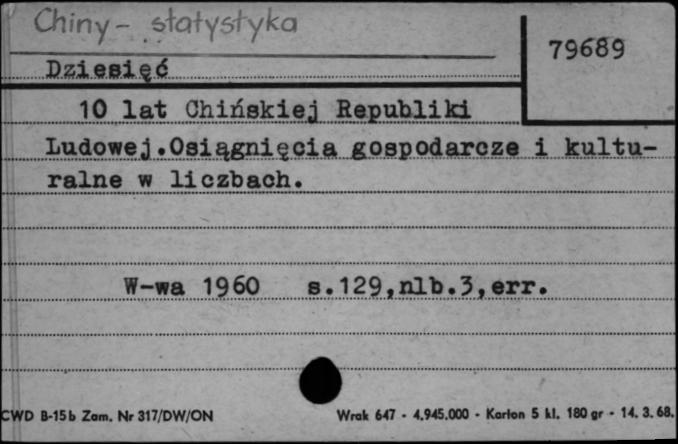 Chiny - statystyka
79689
Dziesięć
10 lat Chińskiej Republiki
Ludowej.Osiągnięcia gospodarcze i kultu-
ralne w liczbach.
W-wa 1960 s.129,nlb.3,err.
CWD B-15b Zam. Nr 317/DW/ON Wrak 647 - 4.945.000 - Karton 5 kl. 180 gr - 14. 3. 68.